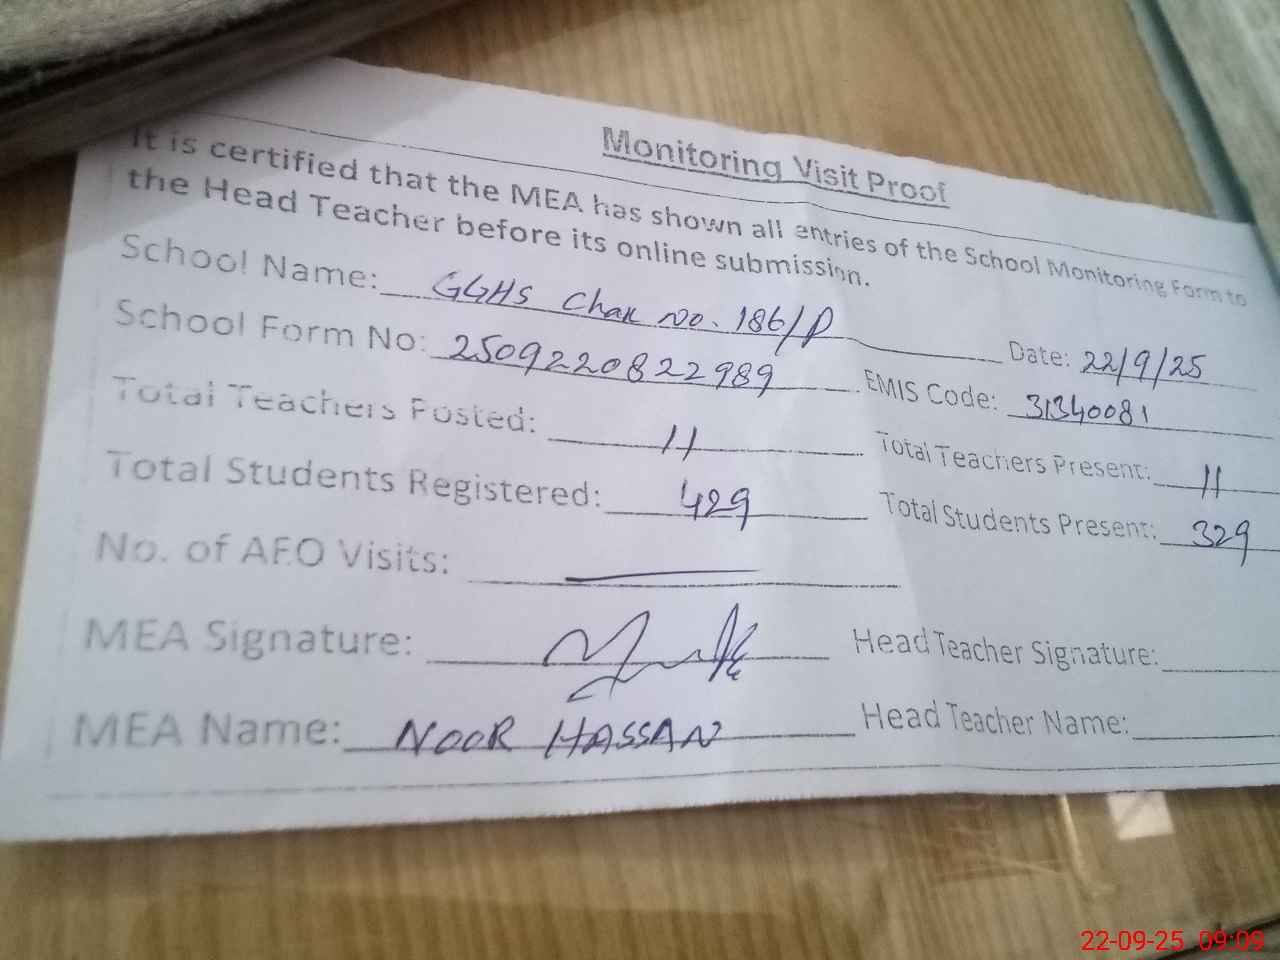 Monitoring Visit Proof
It is certified that the MEA has shown all entries of the School Monitoring Form to
the Head Teacher before its online submission.
School Name: GGHS Chak No. 186/P Date: 22/9/25
School Form No: 2509220822989 EMIS Code: 31340081
Total Teachers Posted: 11 Total Teachers Present: 11
Total Students Registered: 429 Total Students Present: 329
No. of AEO Visits: —
MEA Signature: Head Teacher Signature:
MEA Name: NOOR HASSAN Head Teacher Name:
22-09-25 09:09